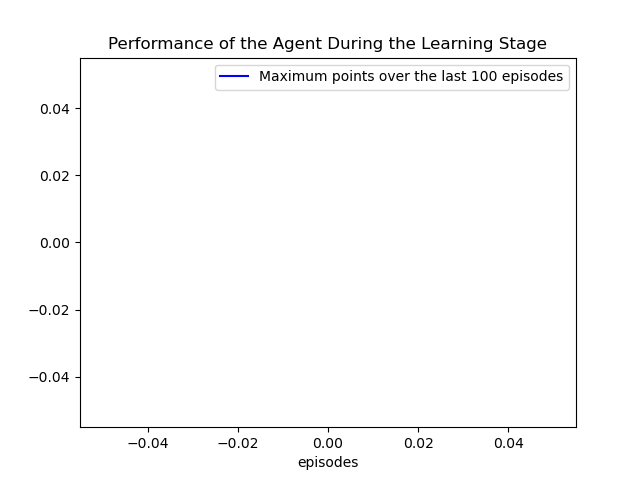 Performance of the Agent During the Learning Stage
Maximum points over the last 100 episodes
0.04
0.02
0.00
−0.02
−0.04
−0.04 −0.02 0.00 0.02 0.04
episodes